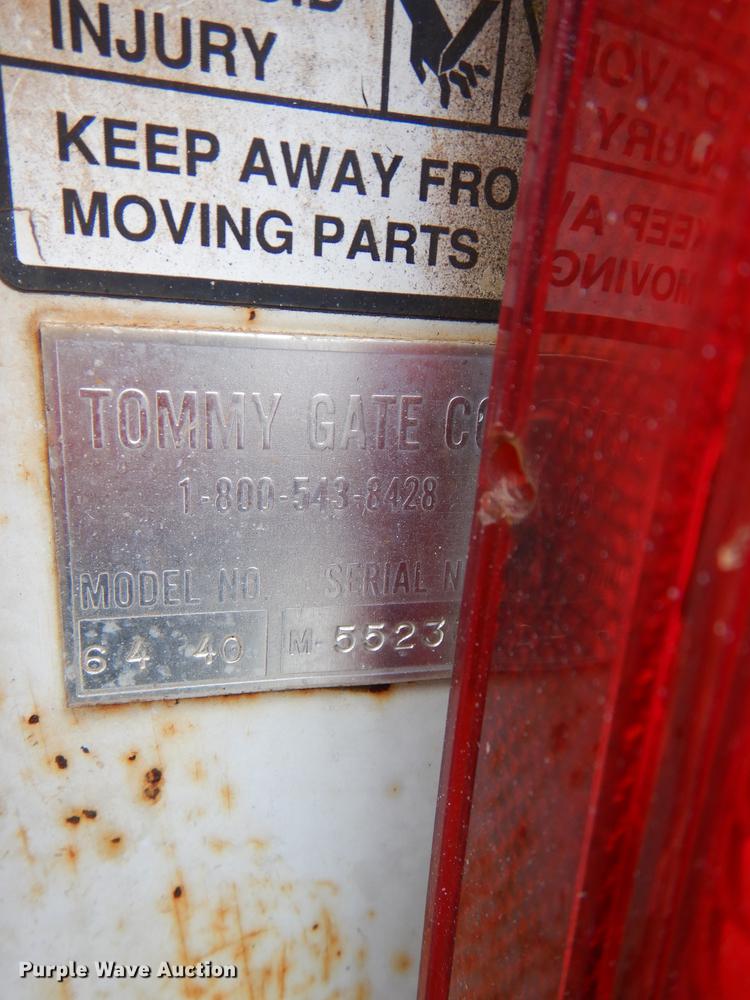 INJURY
KEEP AWAY FRO
MOVING PARTS
TOMMY GATE CO
1-800-543-8428
MODEL NO. SERIAL N
64 40 M- 5523
Purple Wave Auction